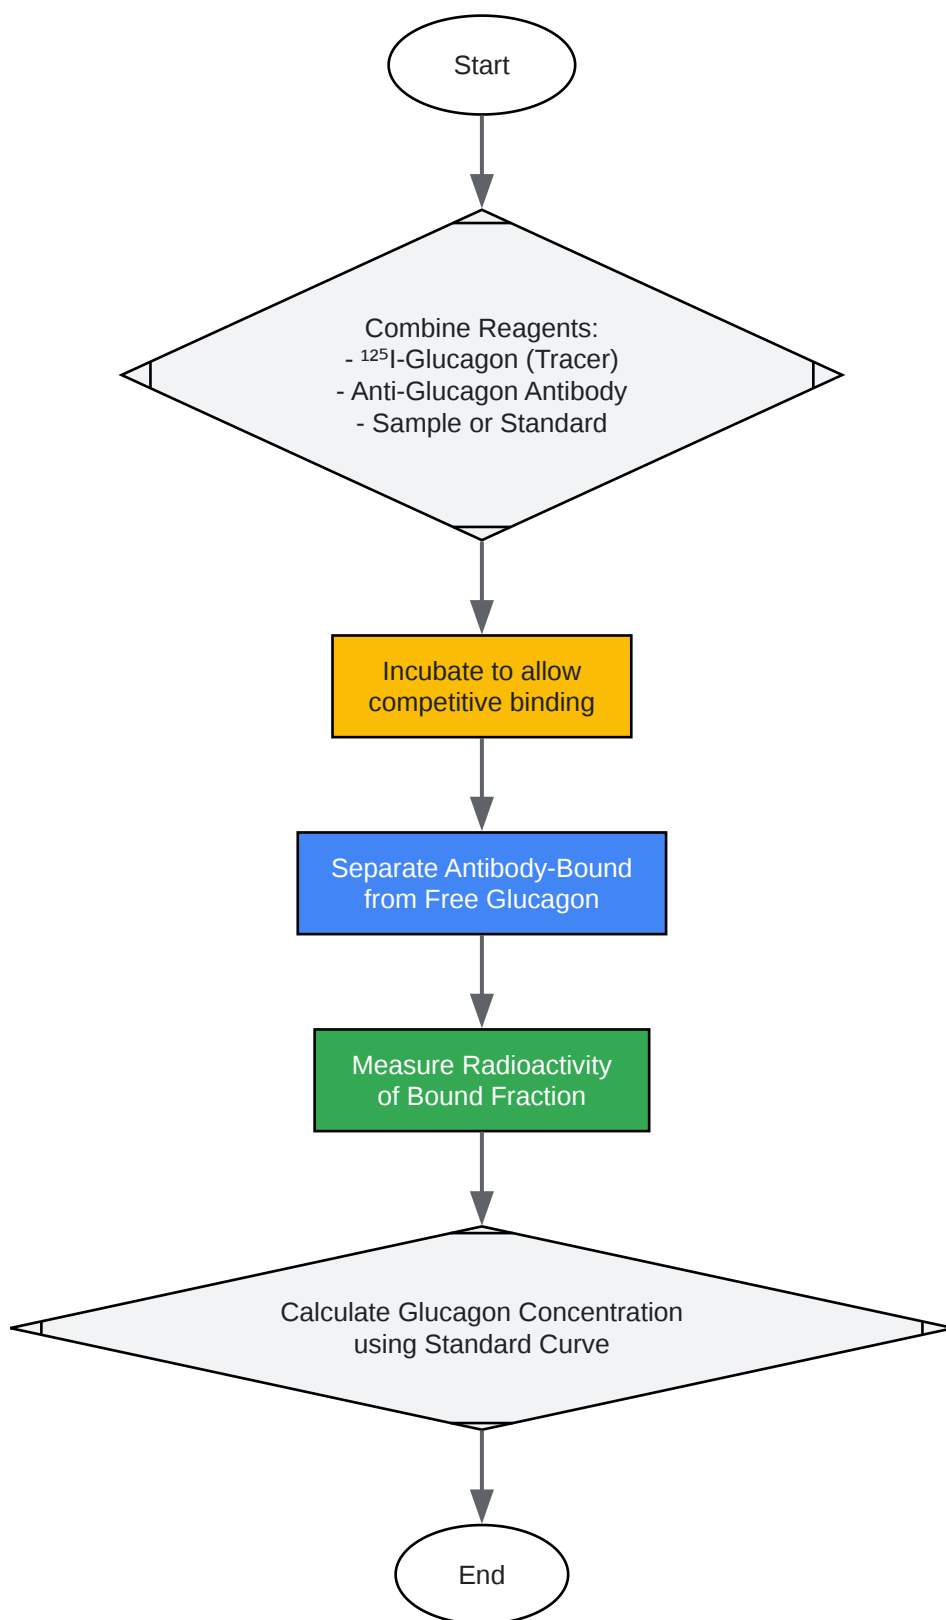 Start
Combine Reagents:
- ¹²⁵I-Glucagon (Tracer)
- Anti-Glucagon Antibody
- Sample or Standard
Incubate to allow
competitive binding
Separate Antibody-Bound
from Free Glucagon
Measure Radioactivity
of Bound Fraction
Calculate Glucagon Concentration
using Standard Curve
End